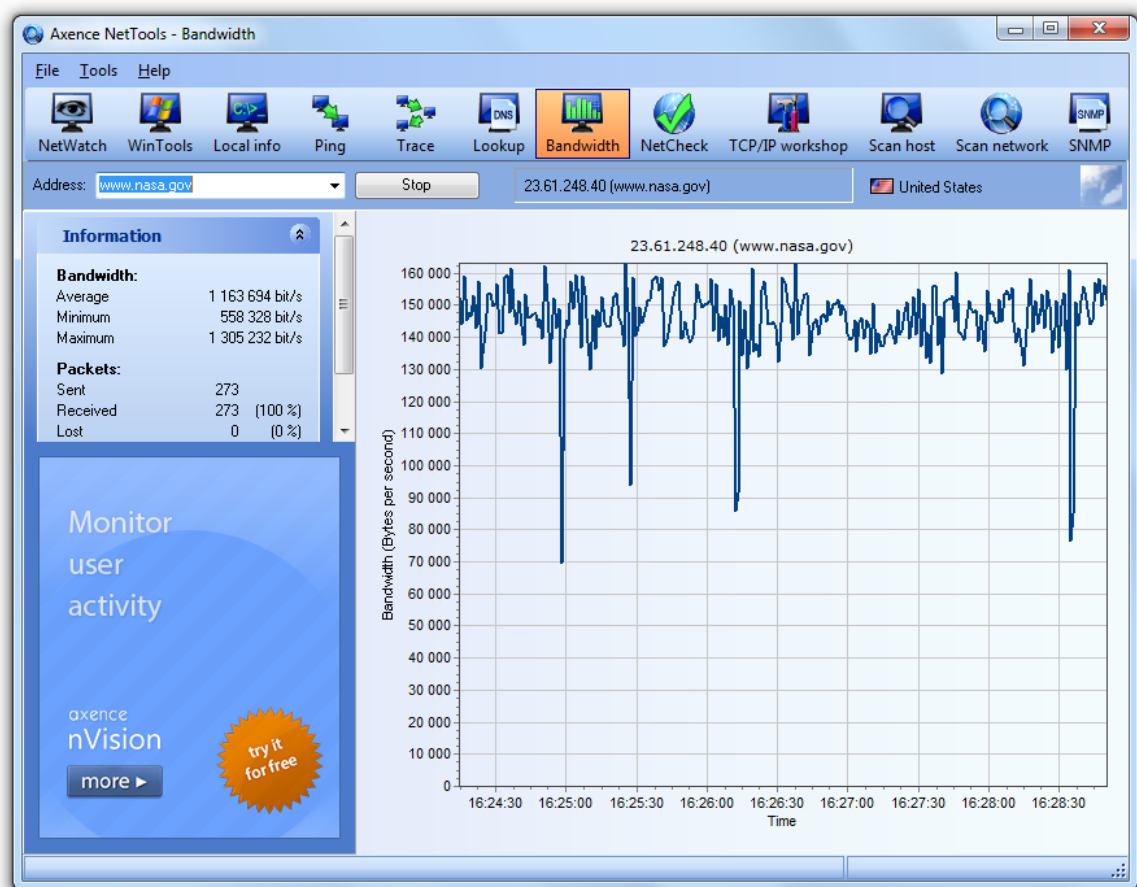 Axence NetTools - Bandwidth
File Tools Help
NetWatch WinTools Local info Ping Trace Lookup Bandwidth NetCheck TCP/IP workshop Scan host Scan network SNMP
C:\>_
DNS
SNMP
Address: www.nasa.gov Stop 23.61.248.40 (www.nasa.gov) United States
Information
Bandwidth:
Average 1 163 694 bit/s
Minimum 558 328 bit/s
Maximum 1 305 232 bit/s
Packets:
Sent 273
Received 273 (100 %)
Lost 0 (0 %)
Monitor
user
activity
axence
nVision
more
try it
for free
23.61.248.40 (www.nasa.gov)
160 000
150 000
140 000
130 000
120 000
110 000
100 000
90 000
80 000
70 000
60 000
50 000
40 000
30 000
20 000
10 000
0
Bandwidth (Bytes per second)
16:24:30 16:25:00 16:25:30 16:26:00 16:26:30 16:27:00 16:27:30 16:28:00 16:28:30
Time